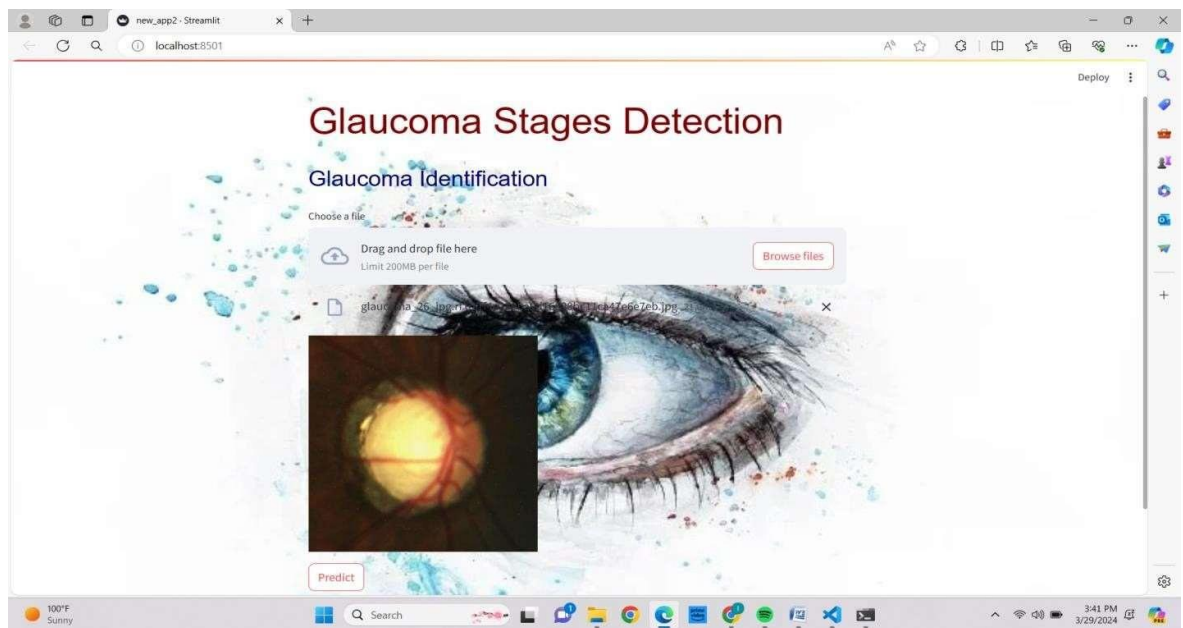 new_app2 · Streamlit
localhost:8501
Deploy
Glaucoma Stages Detection
Glaucoma Identification
Choose a file
Drag and drop file here
Limit 200MB per file
Browse files
Predict
100°F
Sunny
Search
3:41 PM
3/29/2024